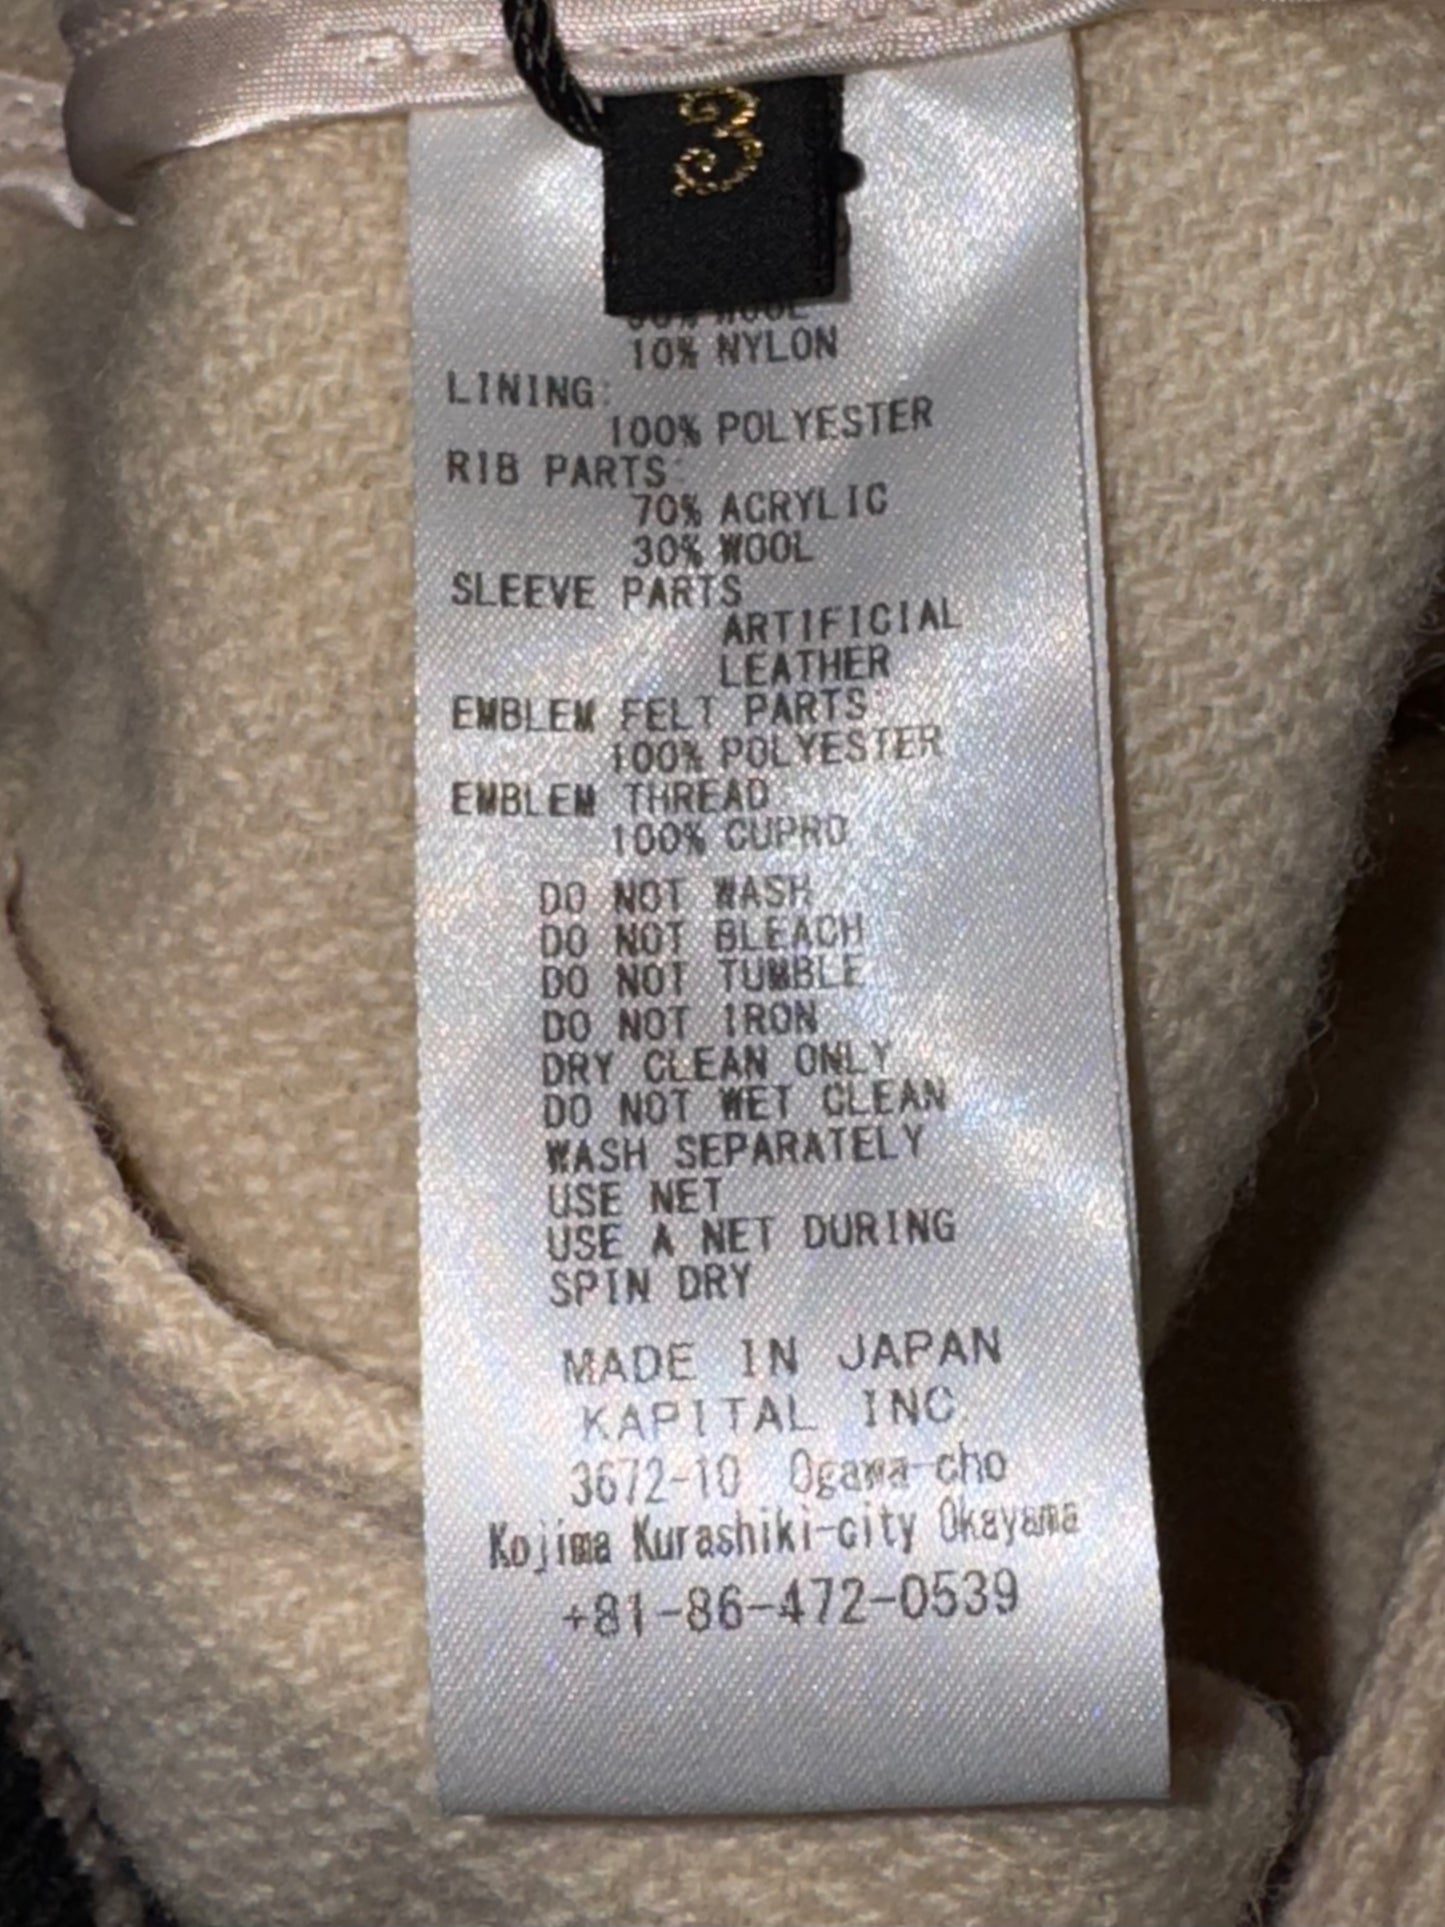 3
10% NYLON
LINING:
100% POLYESTER
RIB PARTS:
70% ACRYLIC
30% WOOL
SLEEVE PARTS
ARTIFICIAL
LEATHER
EMBLEM FELT PARTS:
100% POLYESTER
EMBLEM THREAD:
100% CUPRO
DO NOT WASH
DO NOT BLEACH
DO NOT TUMBLE
DO NOT IRON
DRY CLEAN ONLY
DO NOT WET CLEAN
WASH SEPARATELY
USE NET
USE A NET DURING
SPIN DRY
MADE IN JAPAN
KAPITAL INC.
3672-10 Ogawa-cho
Kojima Kurashiki-city Okayama
+81-86-472-0539